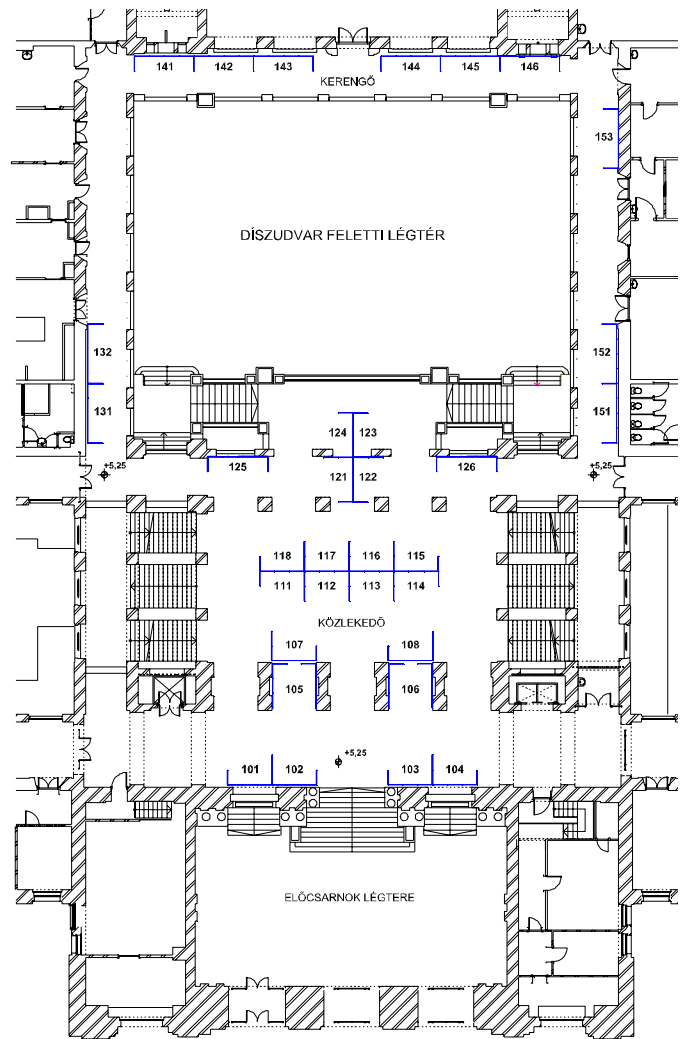 141 142 143 144 145 146
KERENGŐ
153
DÍSZUDVAR FELETTI LÉGTÉR
132 152
131 151
124 123
125 121 122 126
+5,25 +5,25
118 117 116 115
111 112 113 114
KÖZLEKEDŐ
107 108
105 106
+5,25
101 102 103 104
ELŐCSARNOK LÉGTERE